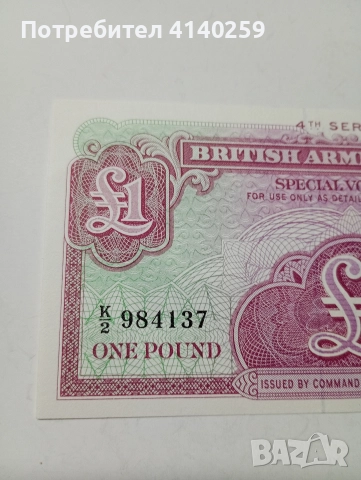 Потребител 4140259
4TH SER
BRITISH ARM
£1
SPECIAL V
FOR USE ONLY AS DETAIL
K/2 984137
ONE POUND
£
ISSUED BY COMMAND
BAZAR